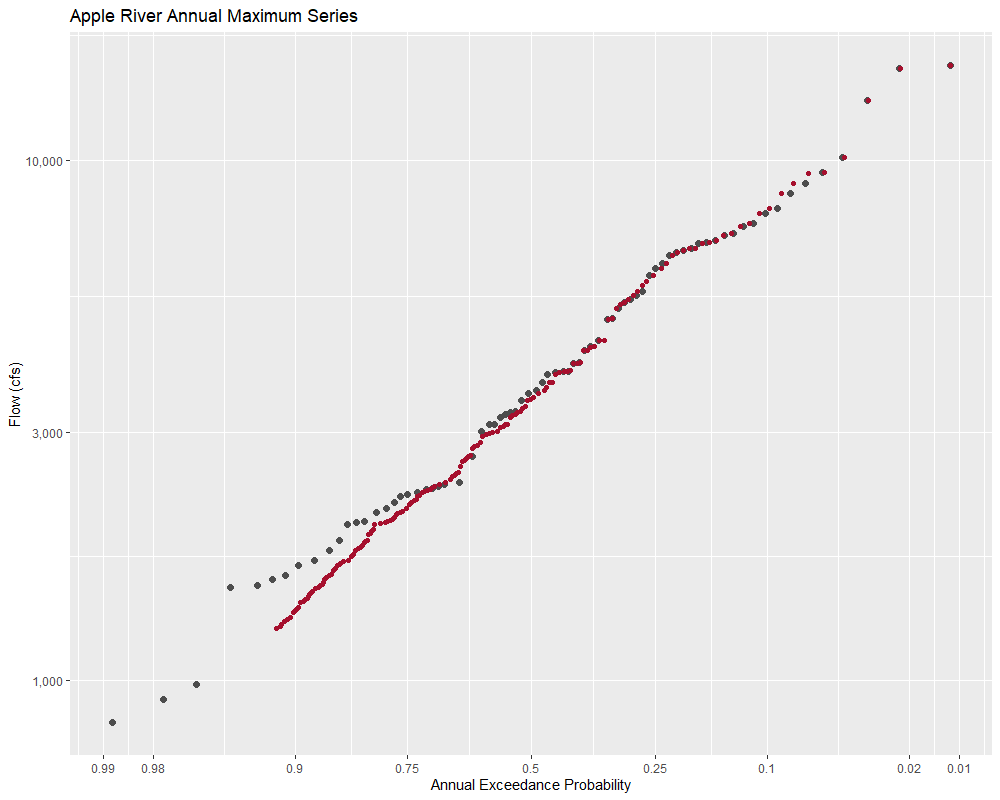 Apple River Annual Maximum Series
10,000
3,000
1,000
Flow (cfs)
0.99 0.98 0.9 0.75 0.5 0.25 0.1 0.02 0.01
Annual Exceedance Probability